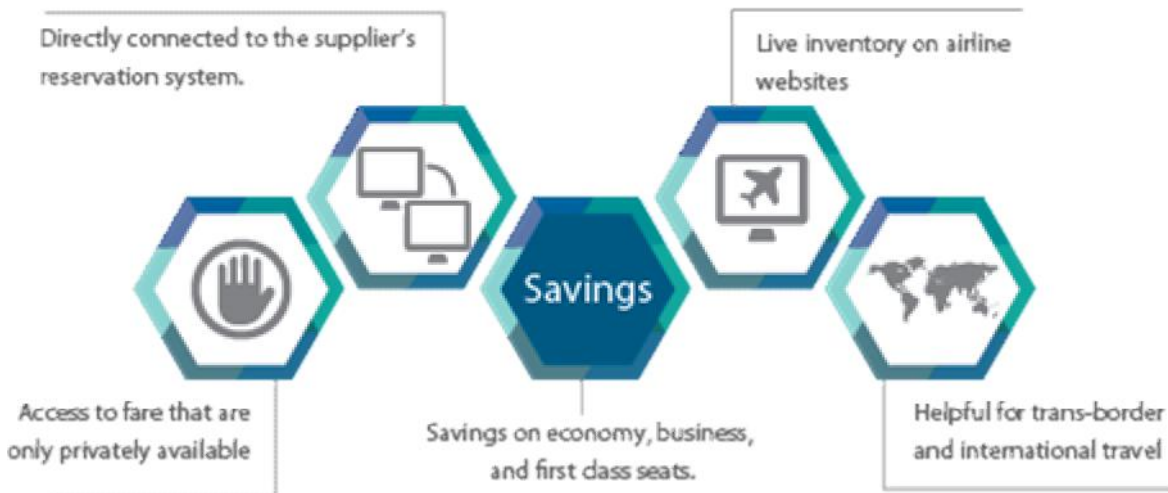 Directly connected to the supplier's
reservation system.
Live inventory on airline
websites
Savings
Access to fare that are
only privately available
Savings on economy, business,
and first class seats.
Helpful for trans-border
and international travel